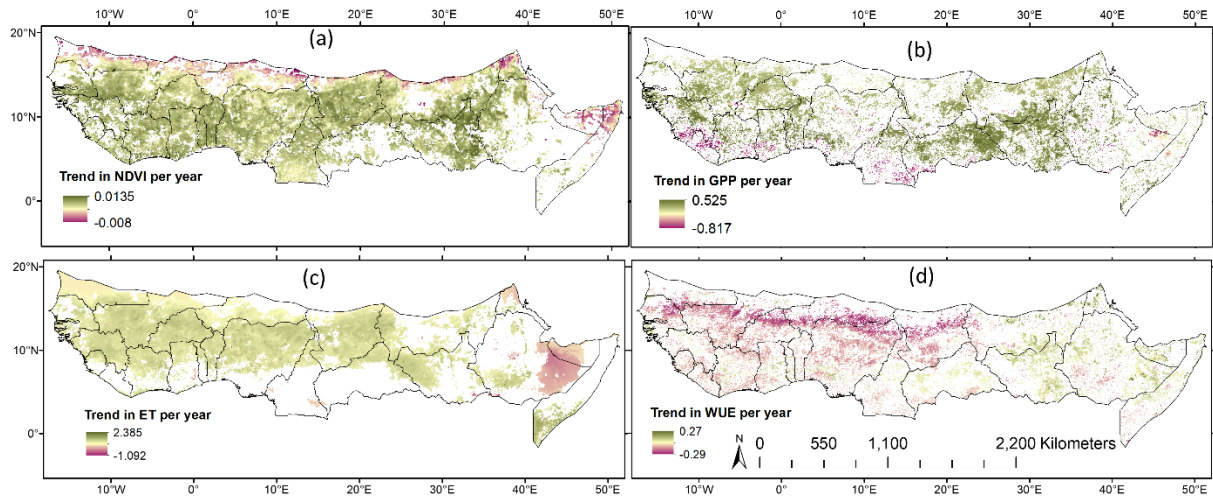 10°W 0° 10°E 20°E 30°E 40°E 50°E 10°W 0° 10°E 20°E 30°E 40°E 50°E
20°N
(a)
(b)
10°N
Trend in NDVI per year
0.0135
-0.008
Trend in GPP per year
0.525
-0.817
0°
20°N
(c)
(d)
10°N
Trend in ET per year
2.385
-1.092
Trend in WUE per year
0.27
-0.29
N
0 550 1,100 2,200 Kilometers
0°
10°W 0° 10°E 20°E 30°E 40°E 50°E 10°W 0° 10°E 20°E 30°E 40°E 50°E